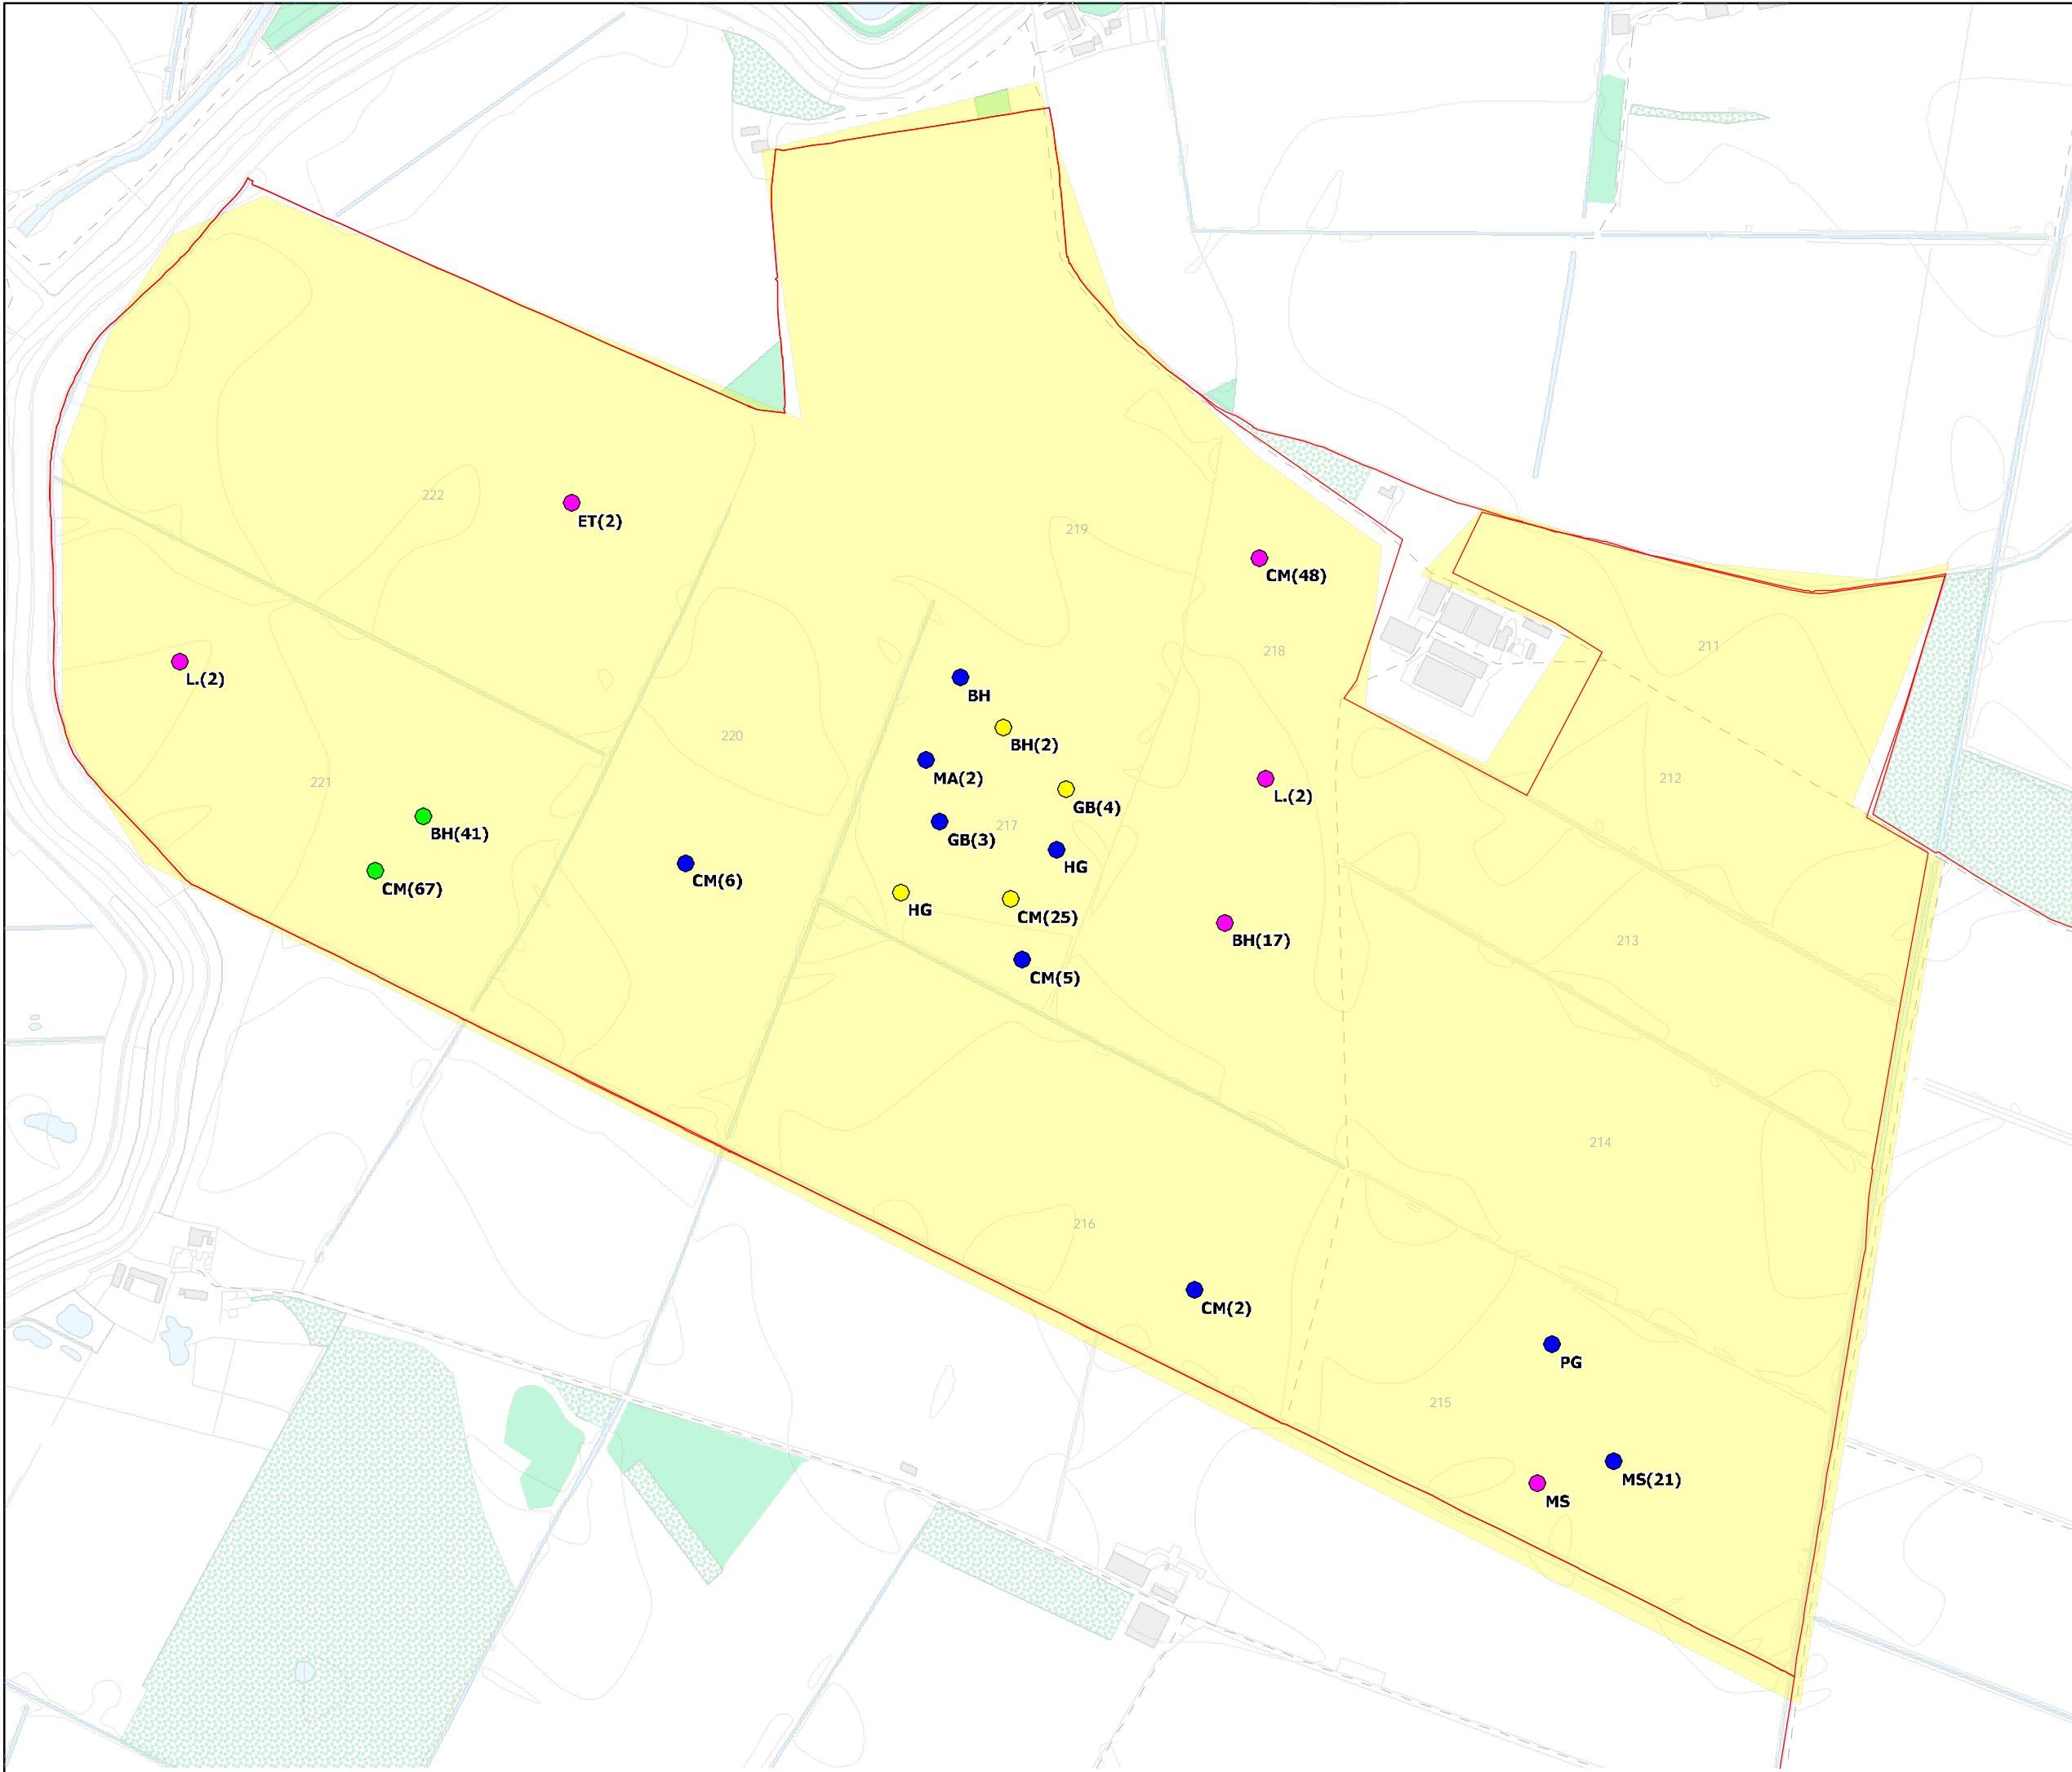 222
ET(2)
219
CM(48)
211
218
L.(2)
BH
220
BH(2)
MA(2)
212
221
L.(2)
GB(4)
217
BH(41)
GB(3)
HG
CM(6)
CM(67)
HG
CM(25)
BH(17)
213
CM(5)
214
216
CM(2)
PG
215
MS(21)
MS